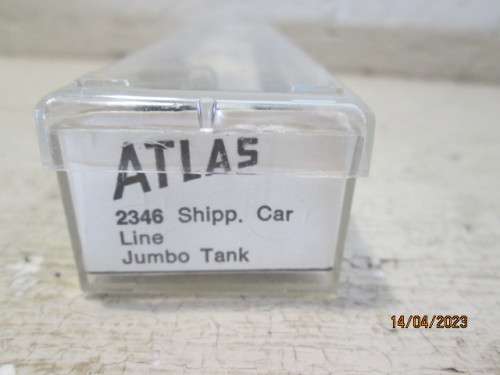 ATLAS
2346 Shipp. Car
Line
Jumbo Tank
14/04/2023